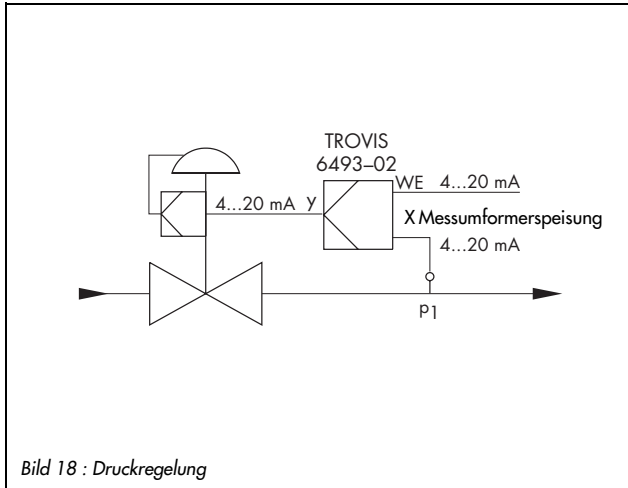 TROVIS
6493–02
WE 4...20 mA
4...20 mA y
X Messumformerspeisung
4...20 mA
p1
Bild 18 : Druckregelung